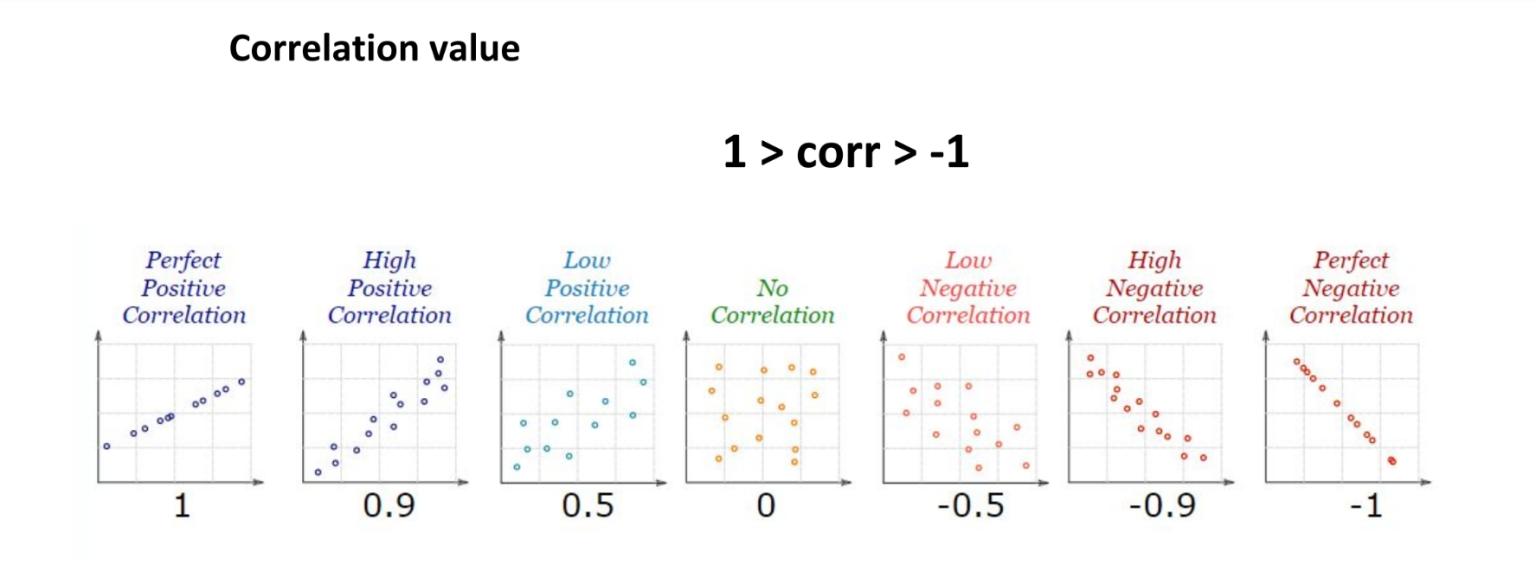 Correlation value
1 > corr > -1
Perfect
Positive
Correlation
High
Positive
Correlation
Low
Positive
Correlation
No
Correlation
Low
Negative
Correlation
High
Negative
Correlation
Perfect
Negative
Correlation
1
0.9
0.5
0
-0.5
-0.9
-1